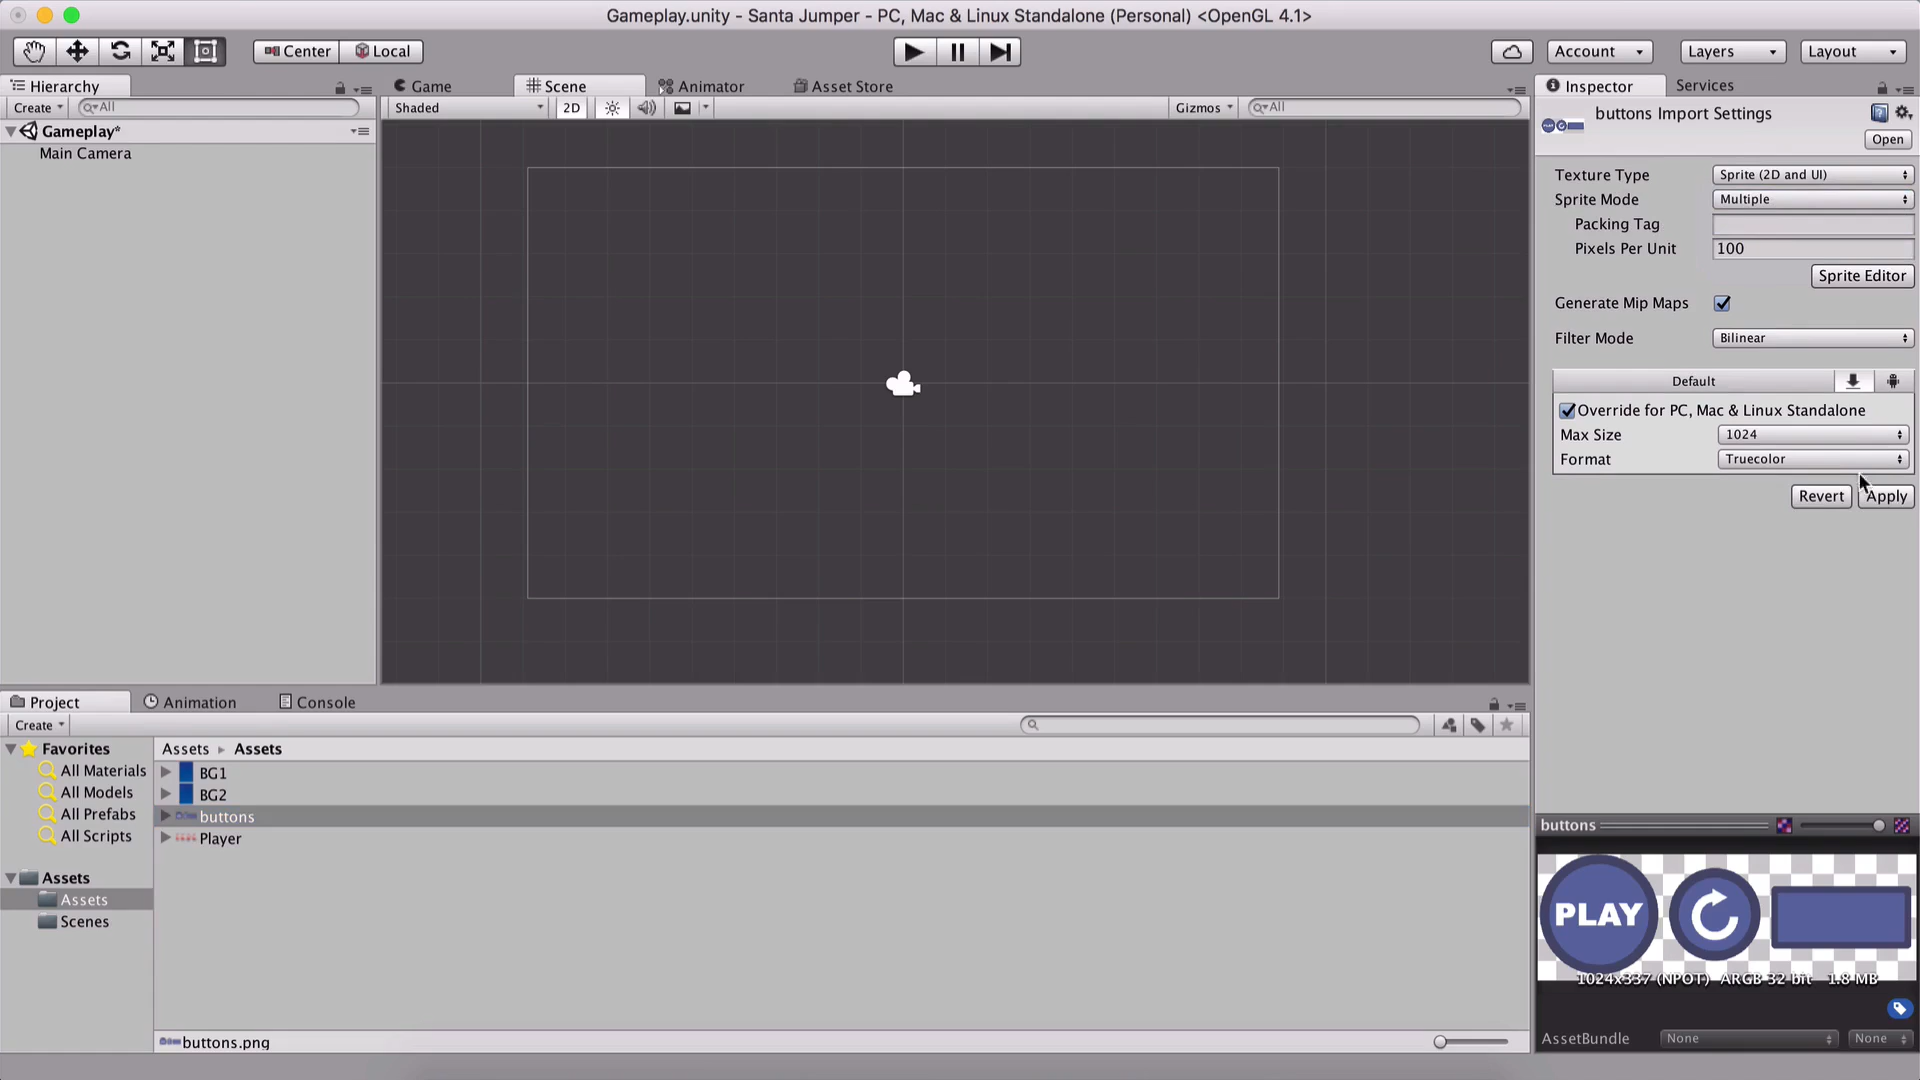 Gameplay.unity - Santa Jumper - PC, Mac & Linux Standalone (Personal) <OpenGL 4.1>
Center Local Account Layers Layout
Hierarchy
Create All
Gameplay*
Main Camera
Game Scene Animator Asset Store
Shaded 2D Gizmos All
Inspector Services
buttons Import Settings
Open
Texture Type Sprite (2D and UI)
Sprite Mode Multiple
Packing Tag
Pixels Per Unit 100
Sprite Editor
Generate Mip Maps
Filter Mode Bilinear
Default
Override for PC, Mac & Linux Standalone
Max Size 1024
Format Truecolor
Revert Apply
Project Animation Console
Create
Favorites
All Materials
All Models
All Prefabs
All Scripts
Assets
Assets
Scenes
Assets Assets
BG1
BG2
buttons
Player
buttons.png
buttons
PLAY
1024x337 (NPOT) ARGB 32 bit 1.8 MB
AssetBundle None None